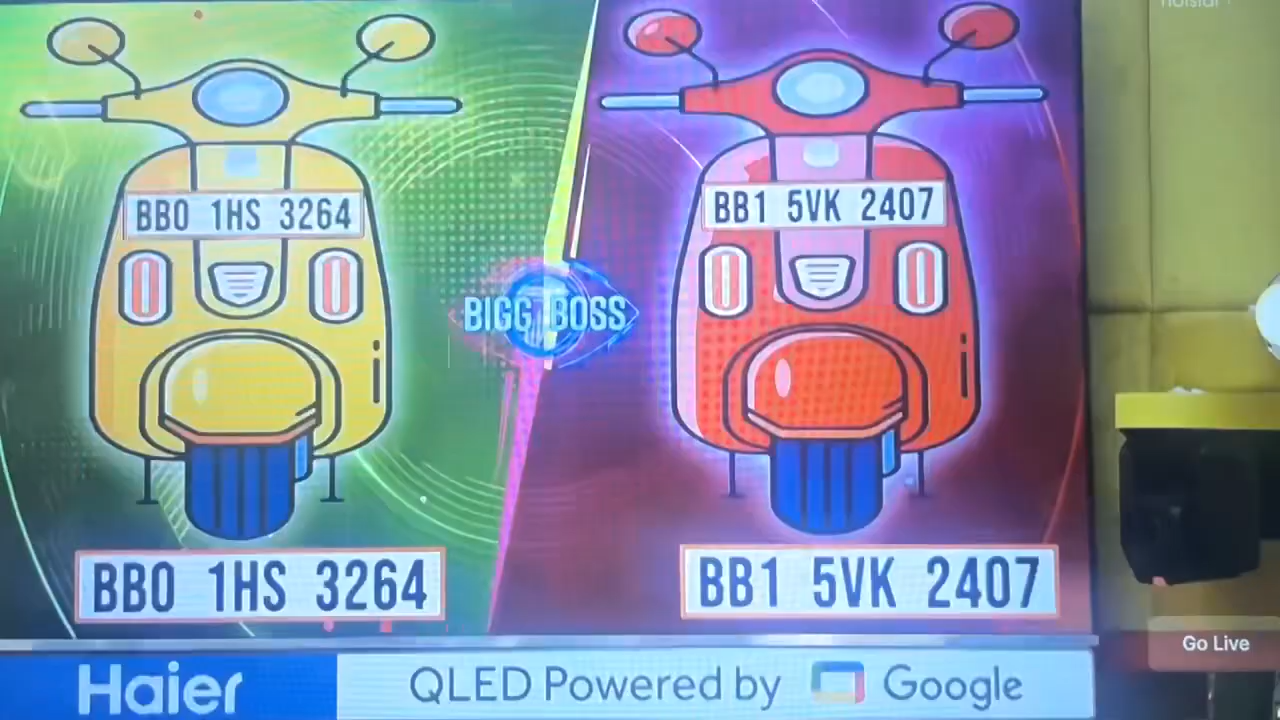 hotstar
BB0 1HS 3264
BB1 5VK 2407
BIGG BOSS
BB0 1HS 3264
BB1 5VK 2407
Go Live
Haier
QLED Powered by Google